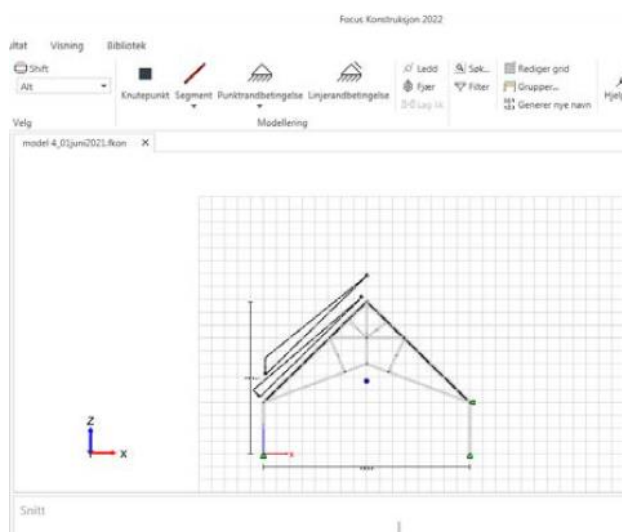 Focus Konstruksjon 2022
ultat Visning Bibliotek
Shift
Alt
Knutepunkt Segment Punktrandbetingelse Linjerandbetingelse
Ledd
Fjær
Søk...
Filter
Rediger grid
Grupper...
Generer nye navn
Hjelp
Velg Modellering
model 4_01juni2021.fkon X
Z
X
x
Snitt